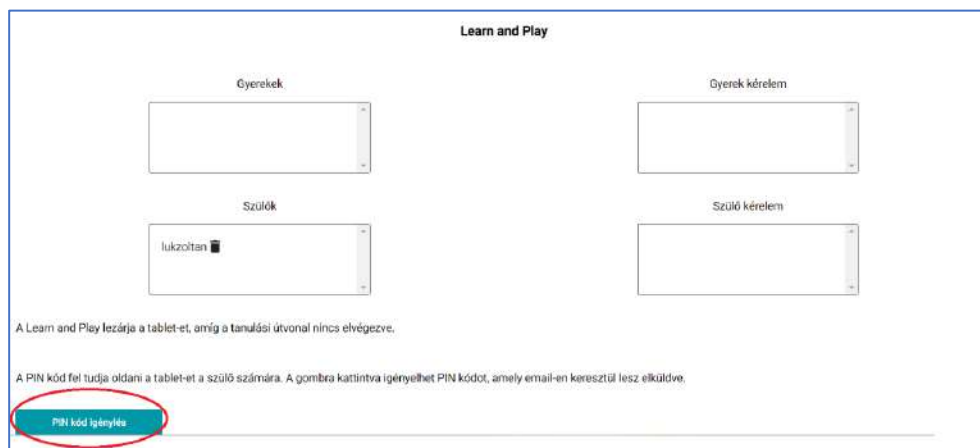 Learn and Play
Gyerekek
Gyerek kérelem
Szülők
Szülő kérelem
lukzoltan
A Learn and Play lezárja a tablet-et, amíg a tanulási útvonal nincs elvégezve.
A PIN kód fel tudja oldani a tablet-et a szülő számára. A gombra kattintva igényelhet PIN kódot, amely email-en keresztül lesz elküldve.
PIN kód igénylés